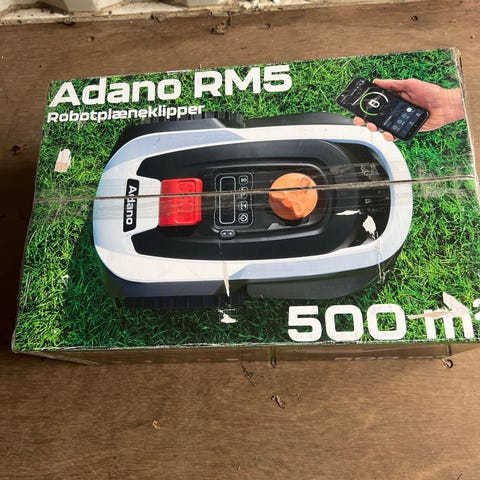 Adano RM5
Robotplæneklipper
Adano
500 m²